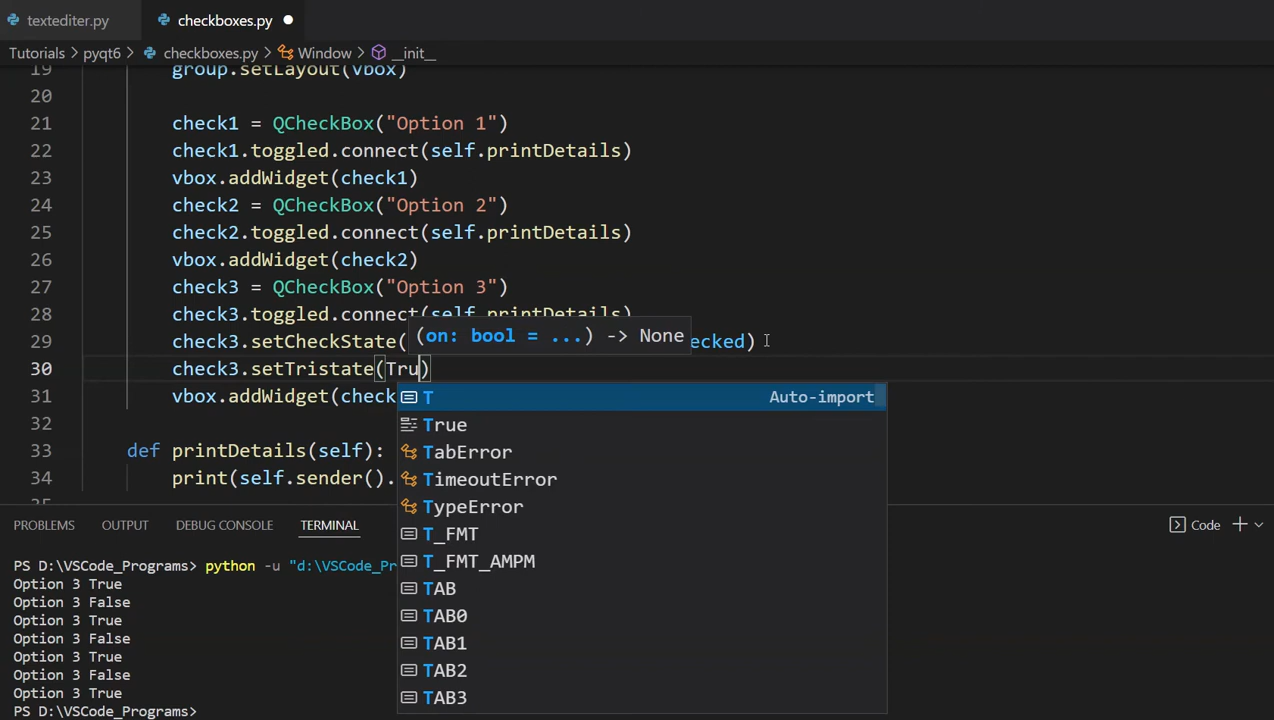 textediter.py
checkboxes.py
Tutorials > pyqt6 > checkboxes.py > Window > __init__
19 group.setLayout(vbox)
20
21 check1 = QCheckBox("Option 1")
22 check1.toggled.connect(self.printDetails)
23 vbox.addWidget(check1)
24 check2 = QCheckBox("Option 2")
25 check2.toggled.connect(self.printDetails)
26 vbox.addWidget(check2)
27 check3 = QCheckBox("Option 3")
28 check3.toggled.connect(self.printDetails)
(on: bool = ...) -> None
29 check3.setCheckState( ecked)
30 check3.setTristate(Tru)
31 vbox.addWidget(check
T Auto-import
True
TabError
TimeoutError
TypeError
T_FMT
T_FMT_AMPM
TAB
TAB0
TAB1
TAB2
TAB3
32
33 def printDetails(self):
34 print(self.sender().
PROBLEMS OUTPUT DEBUG CONSOLE TERMINAL Code
PS D:\VSCode_Programs> python -u "d:\VSCode_Pr
Option 3 True
Option 3 False
Option 3 True
Option 3 False
Option 3 True
Option 3 False
Option 3 True
PS D:\VSCode_Programs>